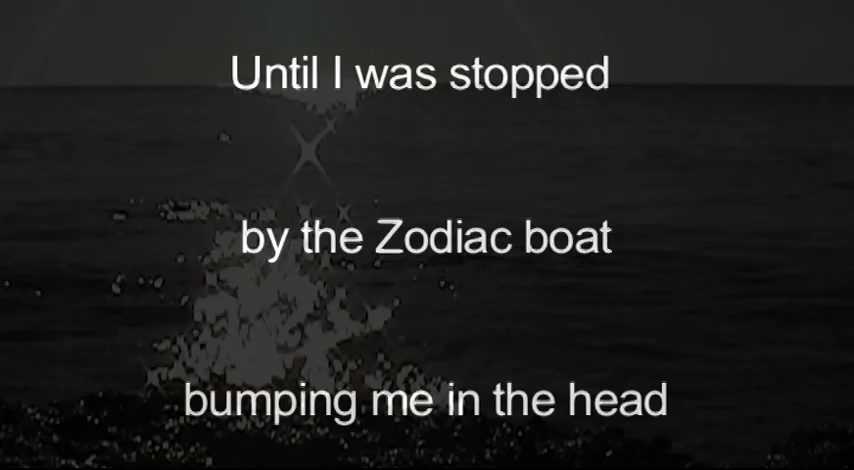 Until I was stopped
by the Zodiac boat
bumping me in the head